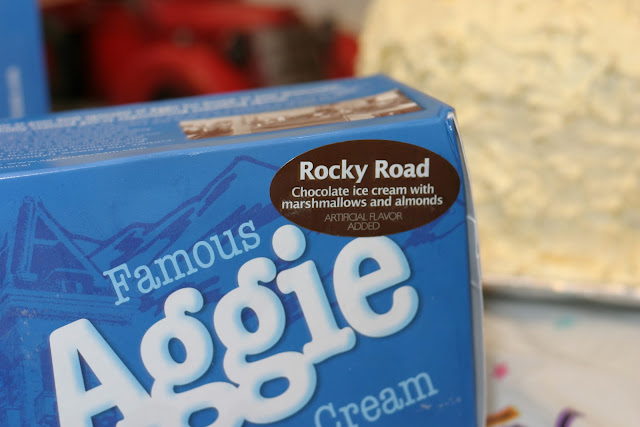 Rocky Road
Chocolate ice cream with
marshmallows and almonds
ARTIFICIAL FLAVOR
ADDED
Famous
Aggie
Cream